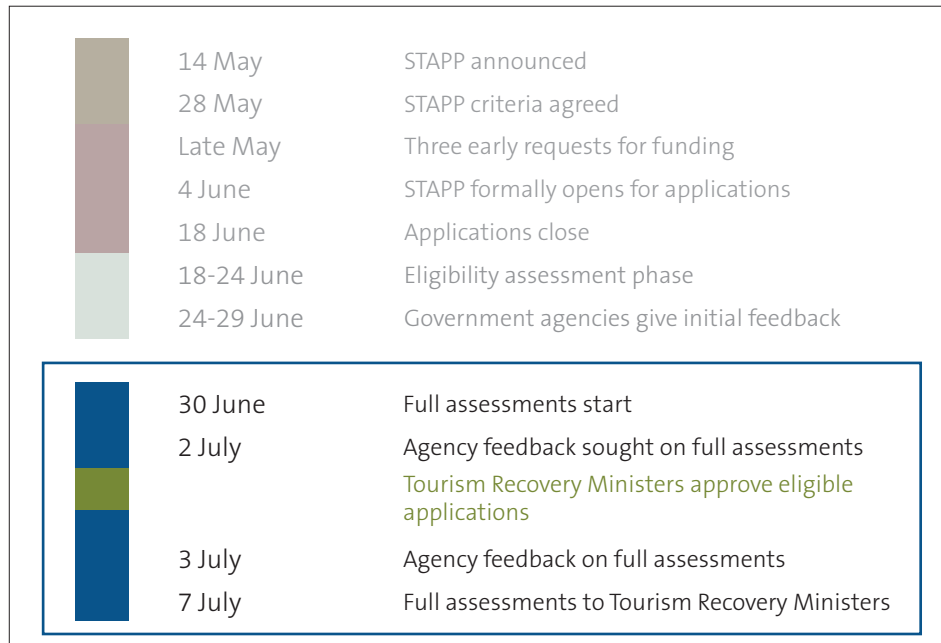 14 May STAPP announced
28 May STAPP criteria agreed
Late May Three early requests for funding
4 June STAPP formally opens for applications
18 June Applications close
18-24 June Eligibility assessment phase
24-29 June Government agencies give initial feedback
30 June Full assessments start
2 July Agency feedback sought on full assessments
Tourism Recovery Ministers approve eligible
applications
3 July Agency feedback on full assessments
7 July Full assessments to Tourism Recovery Ministers